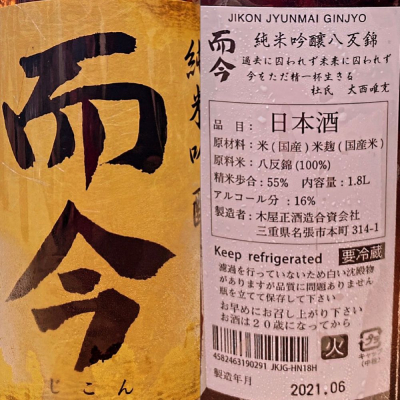 而今
純米吟醸
じこん
JIKON JYUNMAI GINJYO
而今
純米吟醸八反錦
過去に囚われず未来に囚われず
今をただ精一杯生きる
杜氏 大西唯克
品目：日本酒
原材料：米(国産)米麹(国産米)
原料米：八反錦(100%)
精米歩合：55% 内容量：1.8L
アルコール分：16%
製造者：木屋正酒造合資会社
三重県名張市本町 314-1
Keep refrigerated 要冷蔵
濾過を行っていないため白い沈殿物
がありますが品質に問題ありません
瓶を立てて保存して下さい
お早めにお召し上がり下さい
お酒は２０歳になってから
4582463190291 JKJG-HN18H
火
キャップ
製造年月 2021.06